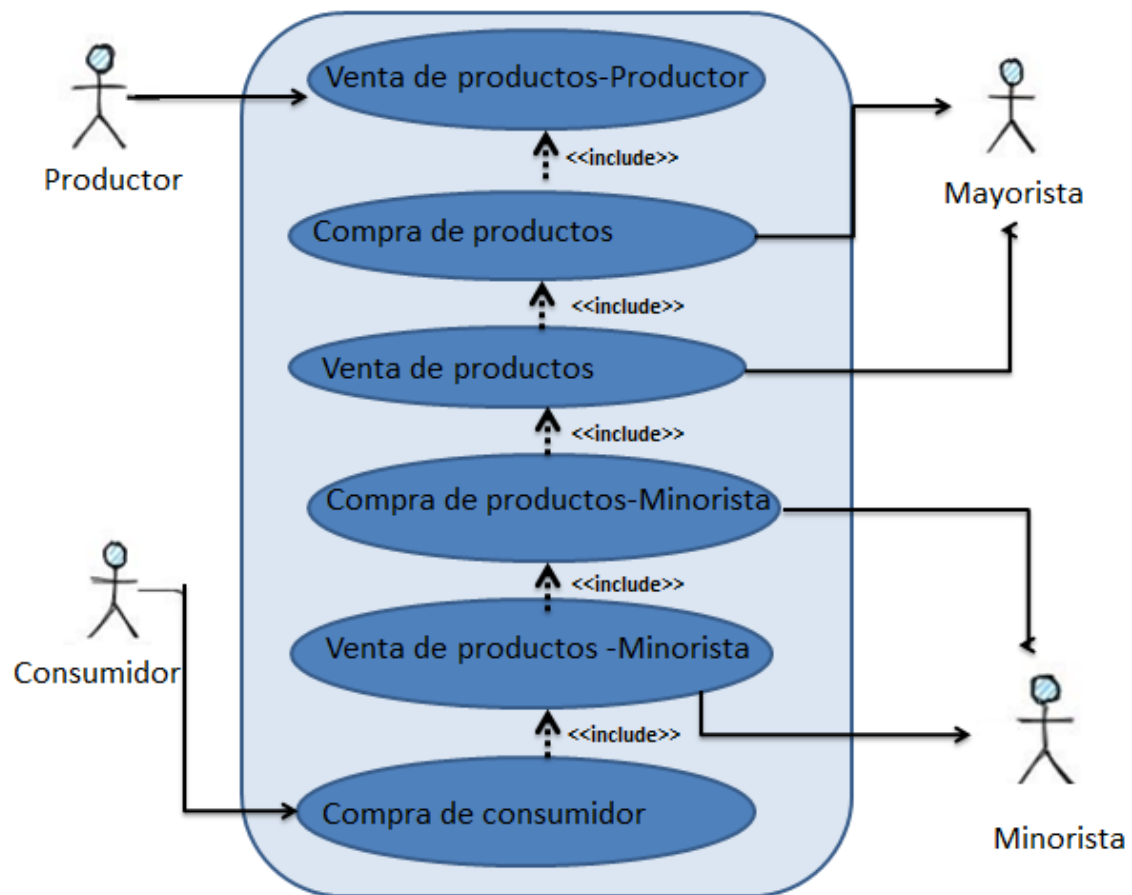 Venta de productos-Productor
Productor
<<include>>
Mayorista
Compra de productos
<<include>>
Venta de productos
<<include>>
Compra de productos-Minorista
<<include>>
Venta de productos -Minorista
Consumidor
<<include>>
Compra de consumidor
Minorista